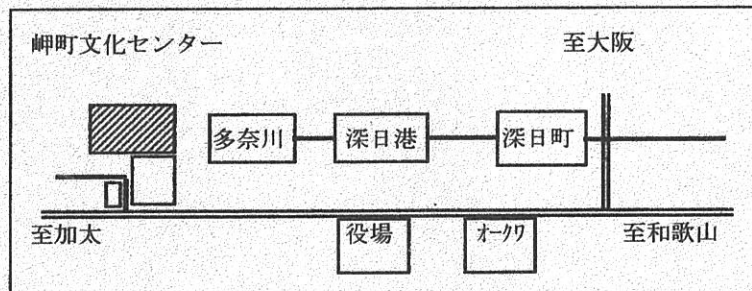 岬町文化センター
至大阪
多奈川
深日港
深日町
至加太
役場
オークワ
至和歌山